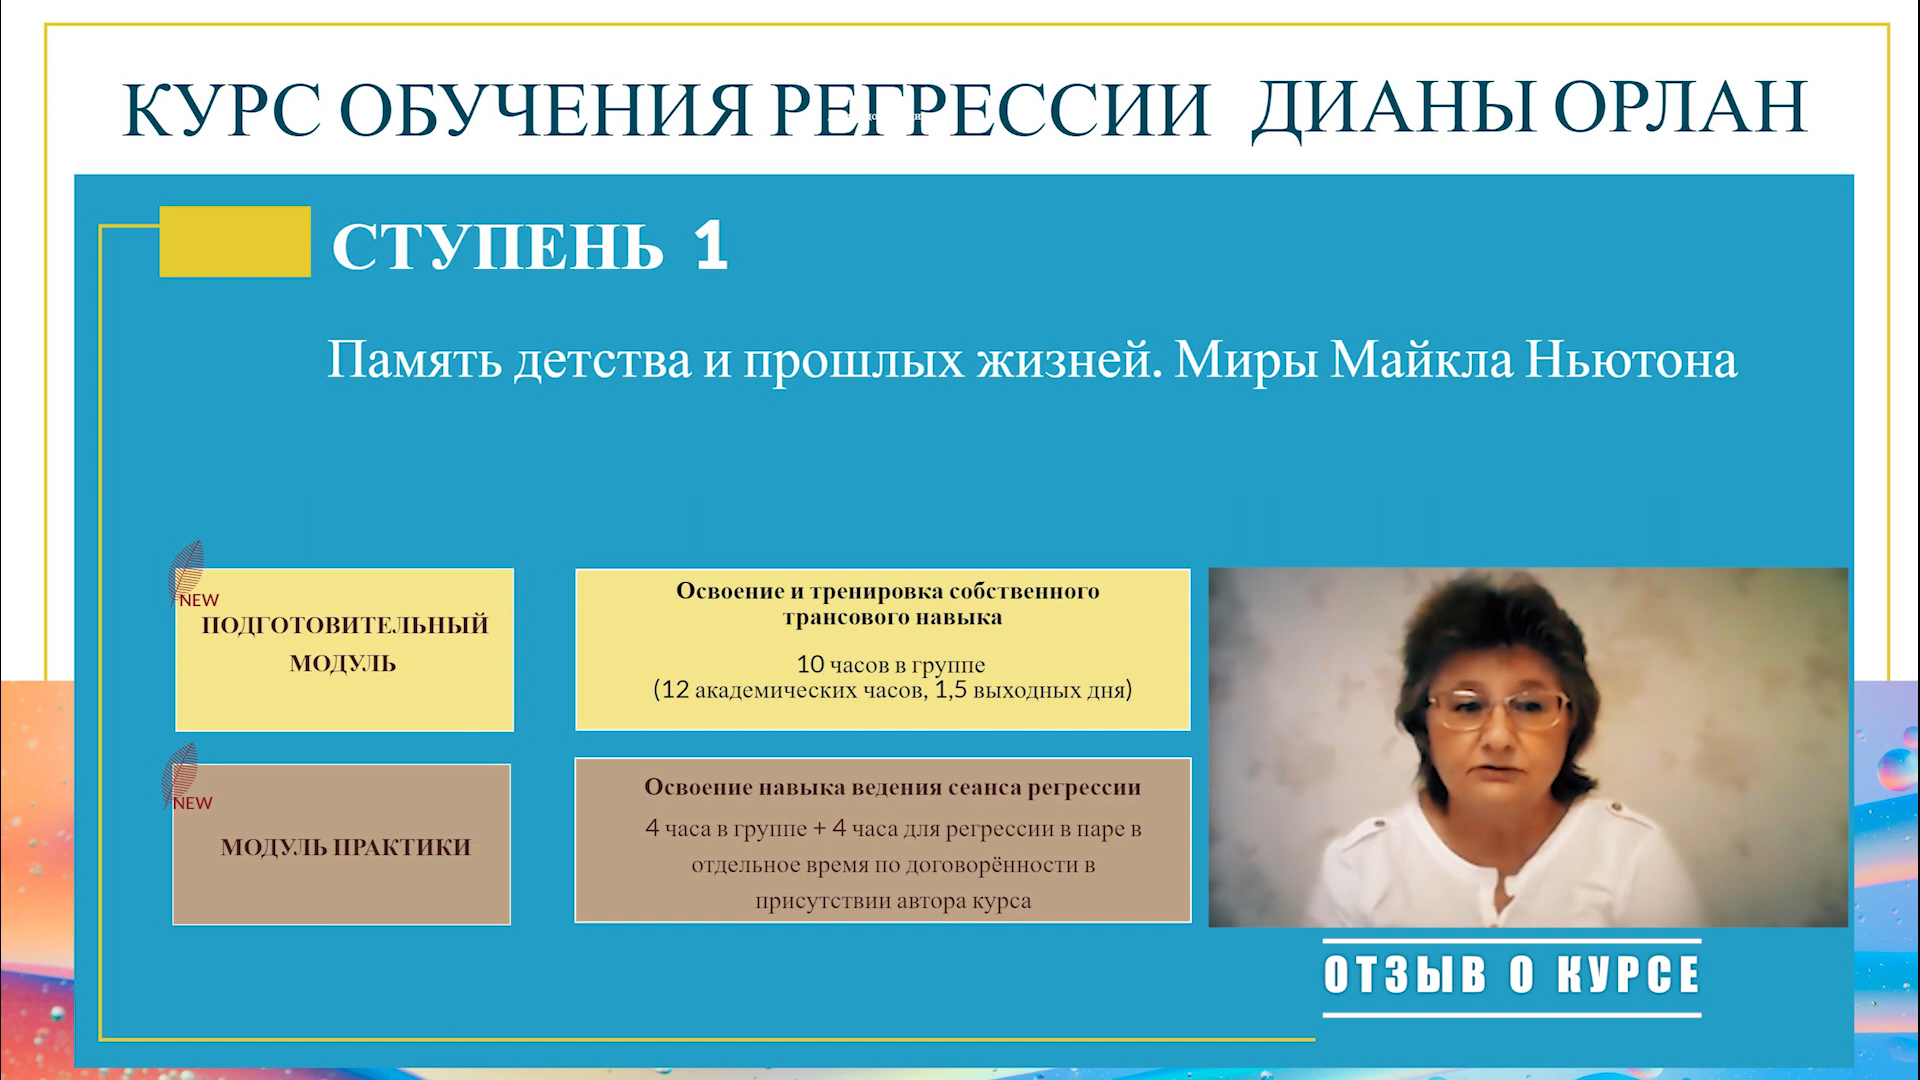 КУРС ОБУЧЕНИЯ РЕГРЕССИИ ДИАНЫ ОРЛАН
СТУПЕНЬ 1
Память детства и прошлых жизней. Миры Майкла Ньютона
NEW
ПОДГОТОВИТЕЛЬНЫЙ
МОДУЛЬ
Освоение и тренировка собственного
трансового навыка
10 часов в группе
(12 академических часов, 1,5 выходных дня)
NEW
МОДУЛЬ ПРАКТИКИ
Освоение навыка ведения сеанса регрессии
4 часа в группе + 4 часа для регрессии в паре в
отдельное время по договорённости в
присутствии автора курса
ОТЗЫВ О КУРСЕ